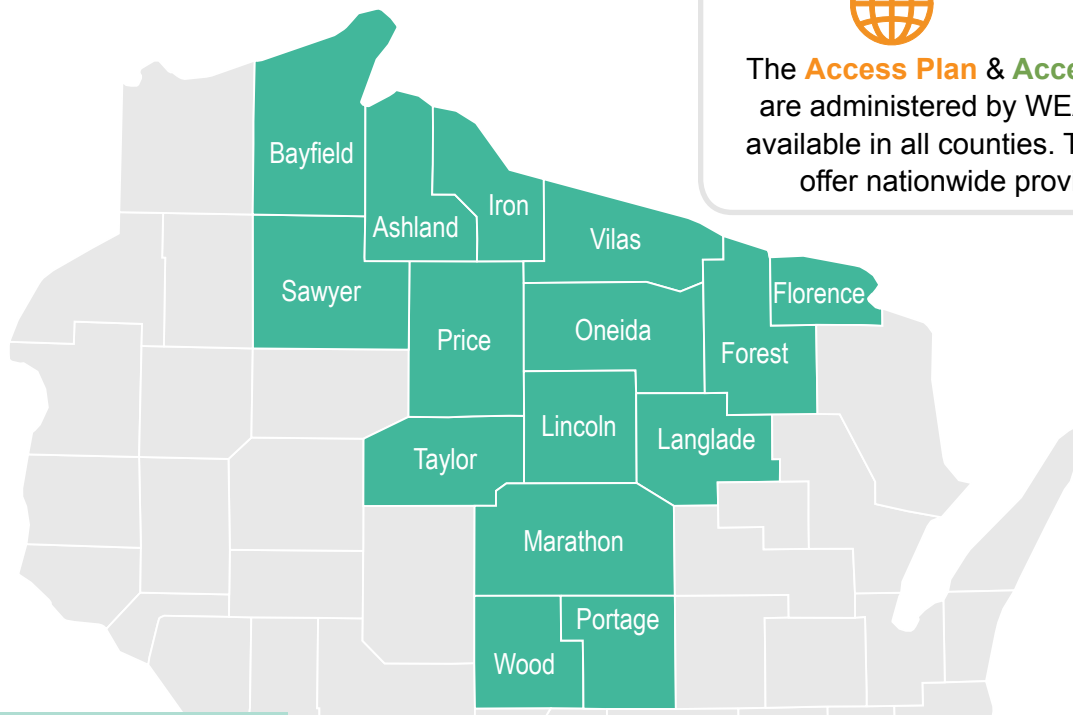 The Access Plan &
are administered by
available in all counties.
offer nationwide
Bayfield
Ashland
Iron
Vilas
Sawyer
Florence
Price
Oneida
Forest
Lincoln
Langlade
Taylor
Marathon
Portage
Wood